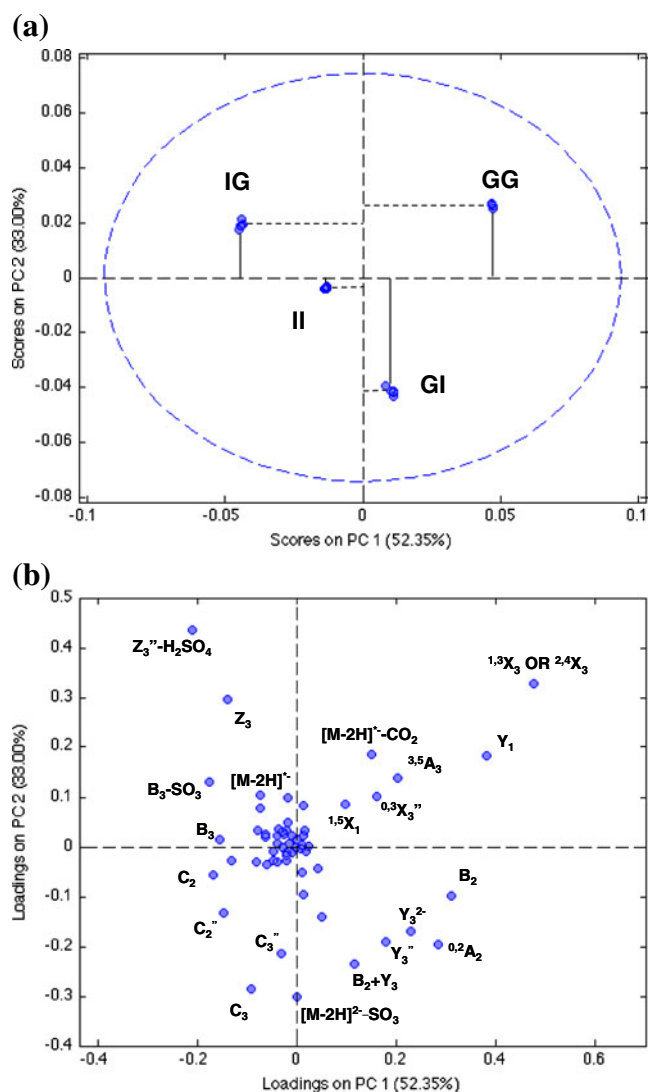 (a)
0.08
0.06
0.04
0.02
0
-0.02
-0.04
-0.06
-0.08
Scores on PC 2 (33.00%)
IG
GG
II
GI
-0.1
-0.05
0
0.05
0.1
Scores on PC 1 (52.35%)
(b)
0.5
0.4
0.3
0.2
0.1
0
-0.1
-0.2
-0.3
-0.4
Loadings on PC 2 (33.00%)
Z₃”-H₂SO₄
¹,³X₃ OR ²,⁴X₃
Z₃
[M-2H]*⁻-CO₂
Y₁
³,⁵A₃
B₃-SO₃
[M-2H]*⁻
⁰,³X₃”
¹,⁵X₁
B₃
C₂
B₂
C₂”
Y₃²⁻
C₃”
Y₃”
⁰,²A₂
B₂+Y₃
C₃
[M-2H]²⁻-SO₃
-0.4
-0.2
0
0.2
0.4
0.6
Loadings on PC 1 (52.35%)